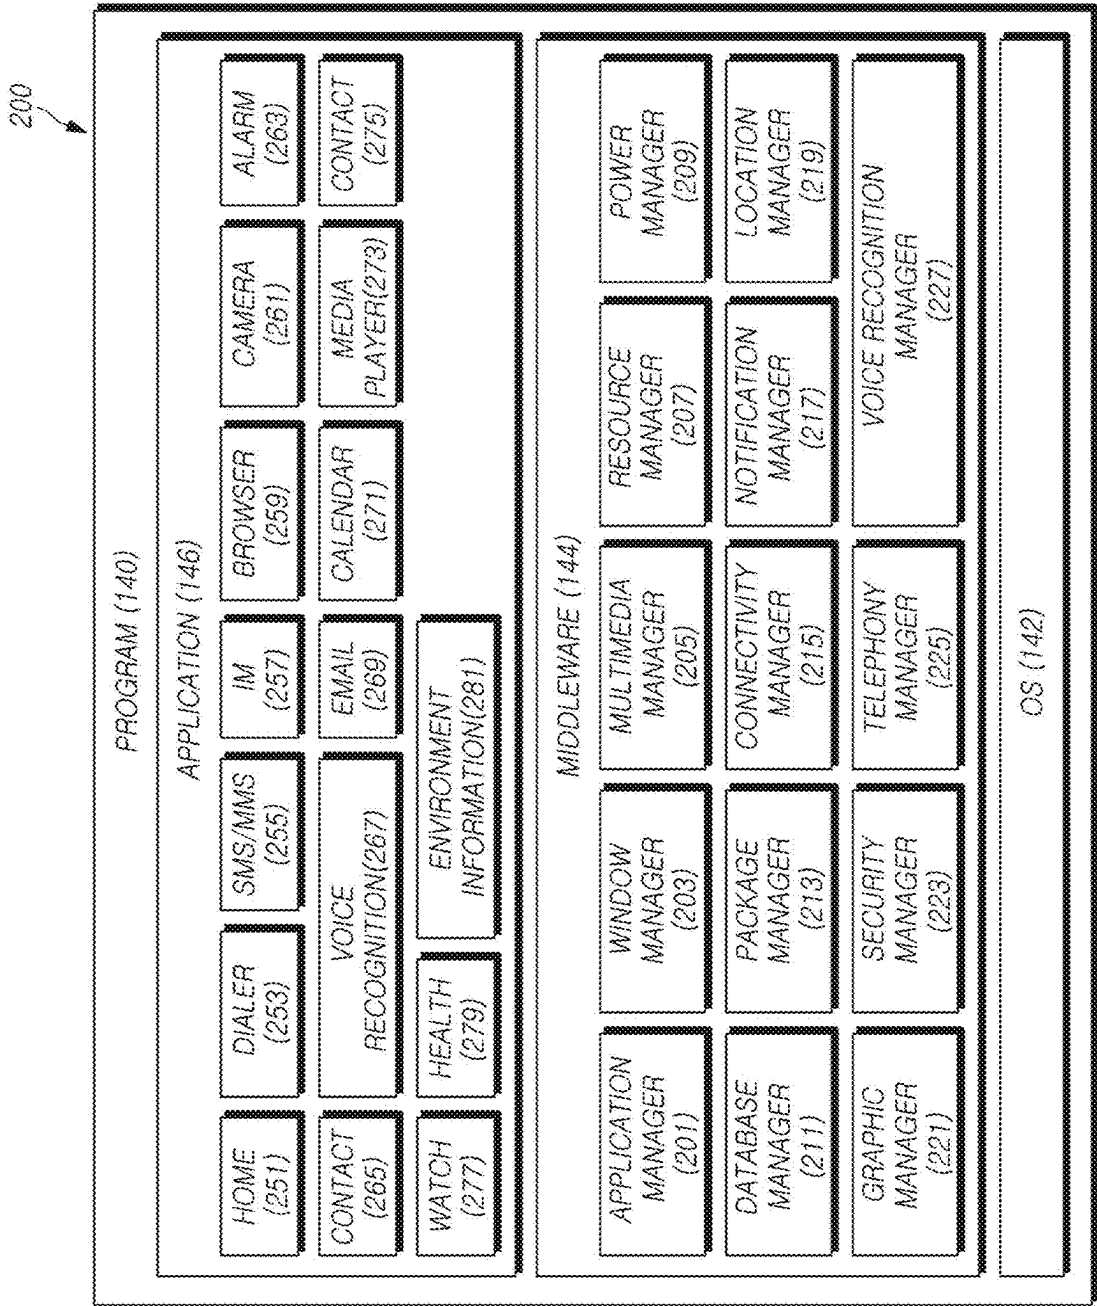 200
PROGRAM (140)
APPLICATION (146)
HOME
(251)
DIALER
(253)
SMS/MMS
(255)
IM
(257)
BROWSER
(259)
CAMERA
(261)
ALARM
(263)
CONTACT
(265)
VOICE
RECOGNITION(267)
EMAIL
(269)
CALENDAR
(271)
MEDIA
PLAYER(273)
CONTACT
(275)
WATCH
(277)
HEALTH
(279)
ENVIRONMENT
INFORMATION(281)
MIDDLEWARE (144)
APPLICATION
MANAGER
(201)
WINDOW
MANAGER
(203)
MULTIMEDIA
MANAGER
(205)
RESOURCE
MANAGER
(207)
POWER
MANAGER
(209)
DATABASE
MANAGER
(211)
PACKAGE
MANAGER
(213)
CONNECTIVITY
MANAGER
(215)
NOTIFICATION
MANAGER
(217)
LOCATION
MANAGER
(219)
GRAPHIC
MANAGER
(221)
SECURITY
MANAGER
(223)
TELEPHONY
MANAGER
(225)
VOICE RECOGNITION
MANAGER
(227)
OS (142)